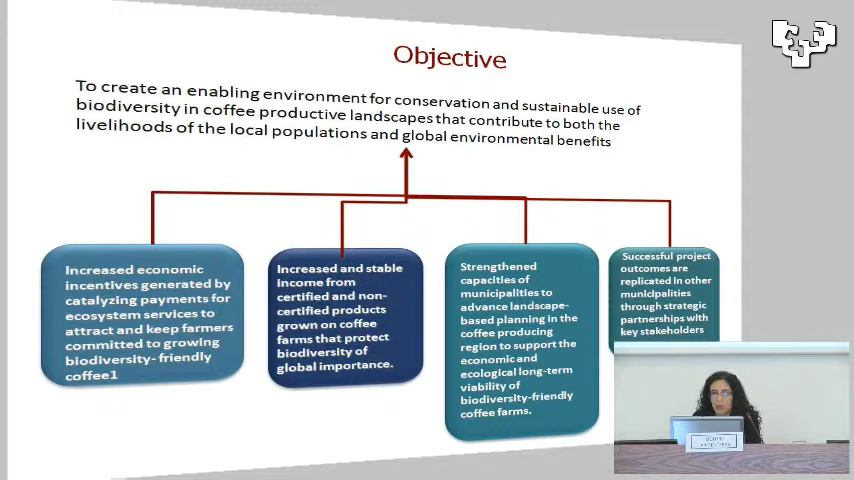 Objective
To create an enabling environment for conservation and sustainable use of
biodiversity in coffee productive landscapes that contribute to both the
livelihoods of the local populations and global environmental benefits
Increased economic
incentives generated by
catalyzing payments for
ecosystem services to
attract and keep farmers
committed to growing
biodiversity-friendly
coffee1
Increased and stable
income from
certified and non-
certified products
grown on coffee
farms that protect
biodiversity of
global importance.
Strengthened
capacities of
municipalities to
advance landscape-
based planning in the
coffee producing
region to support the
economic and
ecological long-term
viability of
biodiversity-friendly
coffee farms.
Successful project
outcomes are
replicated in other
municipalities
through strategic
partnerships with
key stakeholders